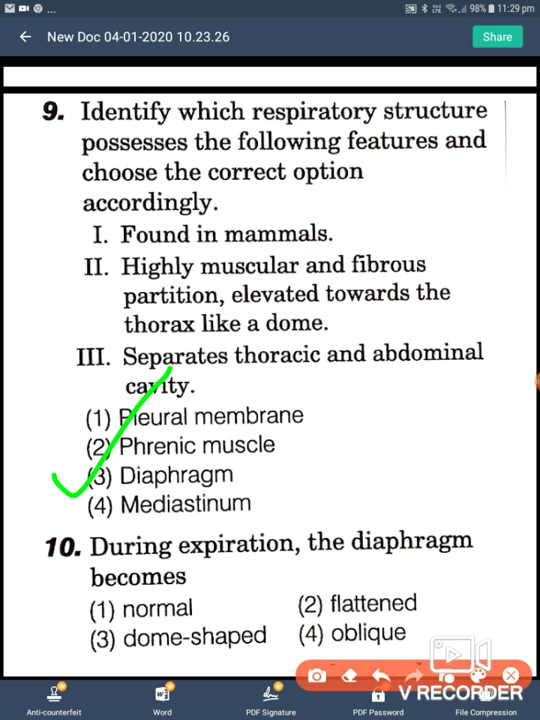 ... 98% 11:29 pm
New Doc 04-01-2020 10.23.26
Share
9. Identify which respiratory structure
possesses the following features and
choose the correct option
accordingly.
I. Found in mammals.
II. Highly muscular and fibrous
partition, elevated towards the
thorax like a dome.
III. Separates thoracic and abdominal
cavity.
(1) Pleural membrane
(2) Phrenic muscle
(3) Diaphragm
(4) Mediastinum
10. During expiration, the diaphragm
becomes
(1) normal (2) flattened
(3) dome-shaped (4) oblique
V RECORDER
Anti-counterfeit Word PDF Signature PDF Password File Compression